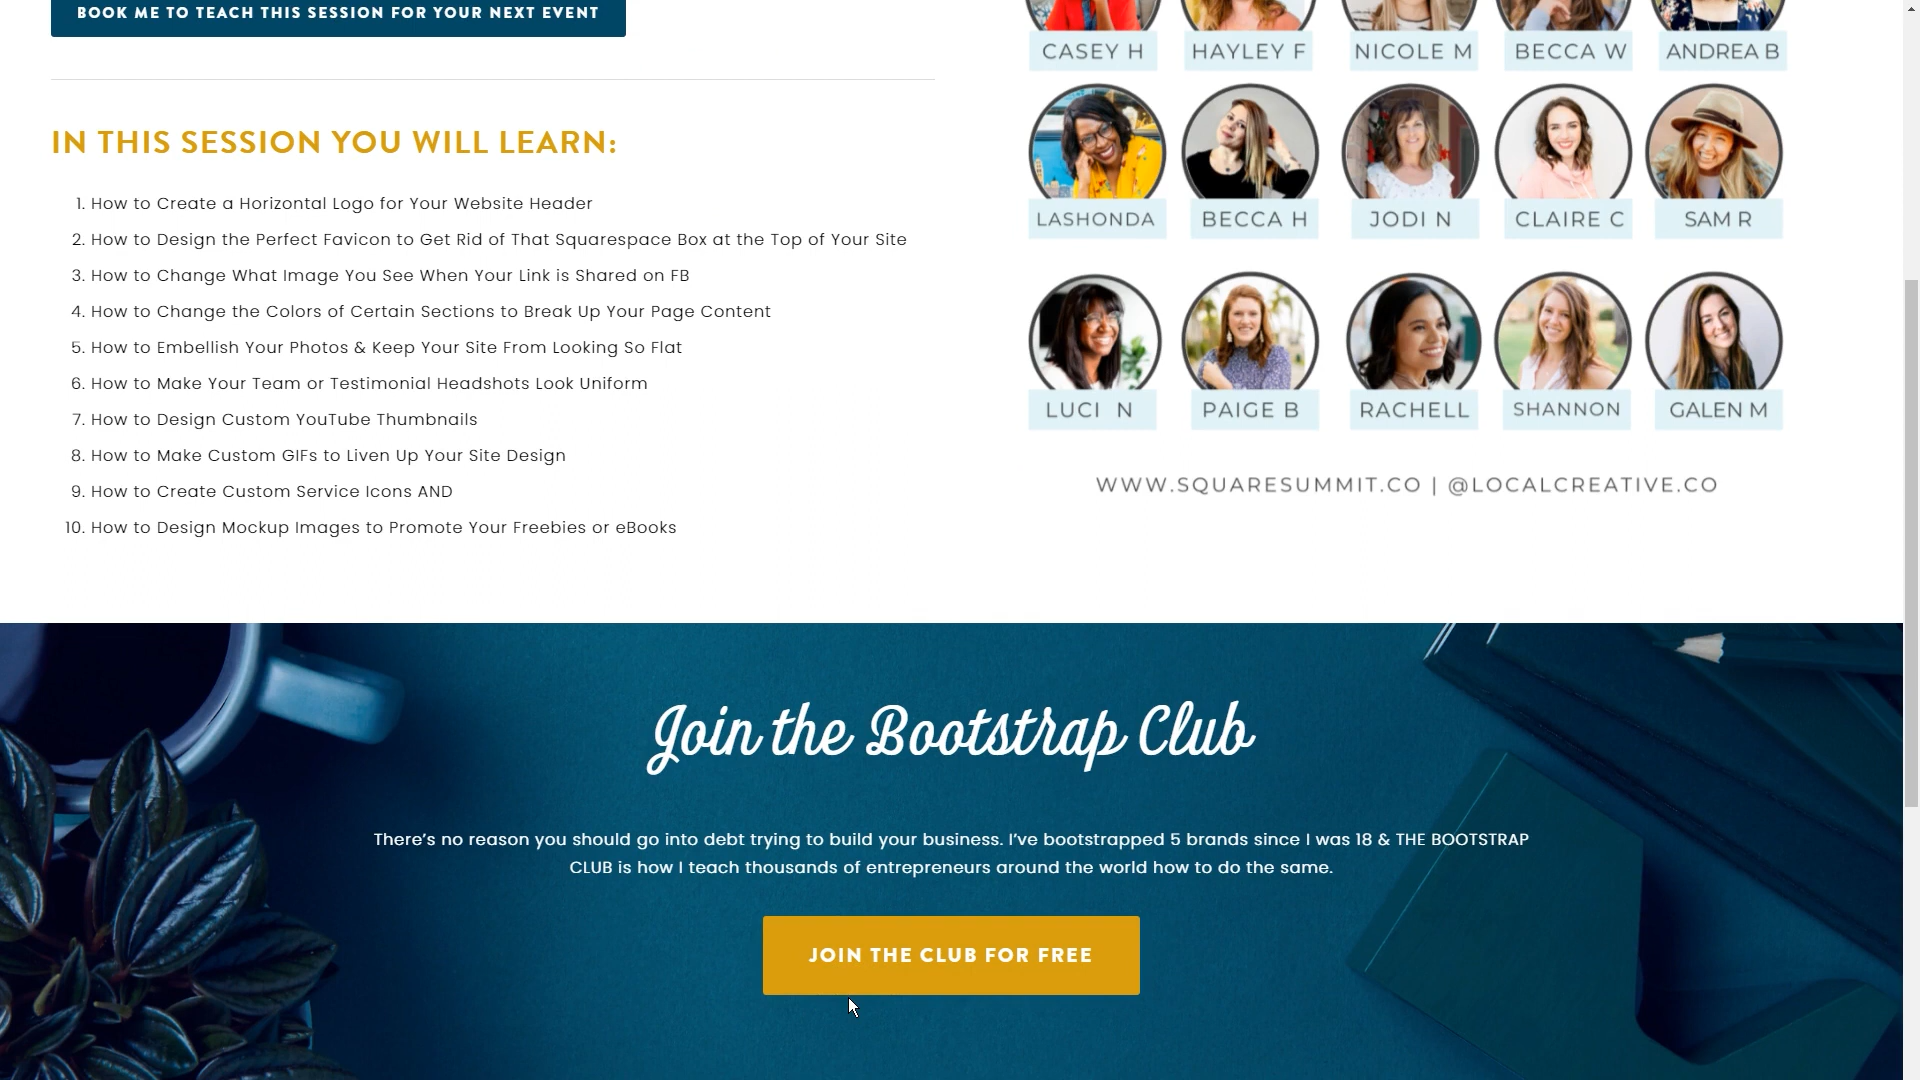 BOOK ME TO TEACH THIS SESSION FOR YOUR NEXT EVENT
IN THIS SESSION YOU WILL LEARN:
1. How to Create a Horizontal Logo for Your Website Header
2. How to Design the Perfect Favicon to Get Rid of That Squarespace Box at the Top of Your Site
3. How to Change What Image You See When Your Link is Shared on FB
4. How to Change the Colors of Certain Sections to Break Up Your Page Content
5. How to Embellish Your Photos & Keep Your Site From Looking So Flat
6. How to Make Your Team or Testimonial Headshots Look Uniform
7. How to Design Custom YouTube Thumbnails
8. How to Make Custom GIFs to Liven Up Your Site Design
9. How to Create Custom Service Icons AND
10. How to Design Mockup Images to Promote Your Freebies or eBooks
CASEY H HAYLEY F NICOLE M BECCA W ANDREA B
LASHONDA BECCA H JODI N CLAIRE C SAM R
LUCI N PAIGE B RACHELL SHANNON GALEN M
WWW.SQUARESUMMIT.CO | @LOCALCREATIVE.CO
Join the Bootstrap Club
There's no reason you should go into debt trying to build your business. I've bootstrapped 5 brands since I was 18 & THE BOOTSTRAP
CLUB is how I teach thousands of entrepreneurs around the world how to do the same.
JOIN THE CLUB FOR FREE